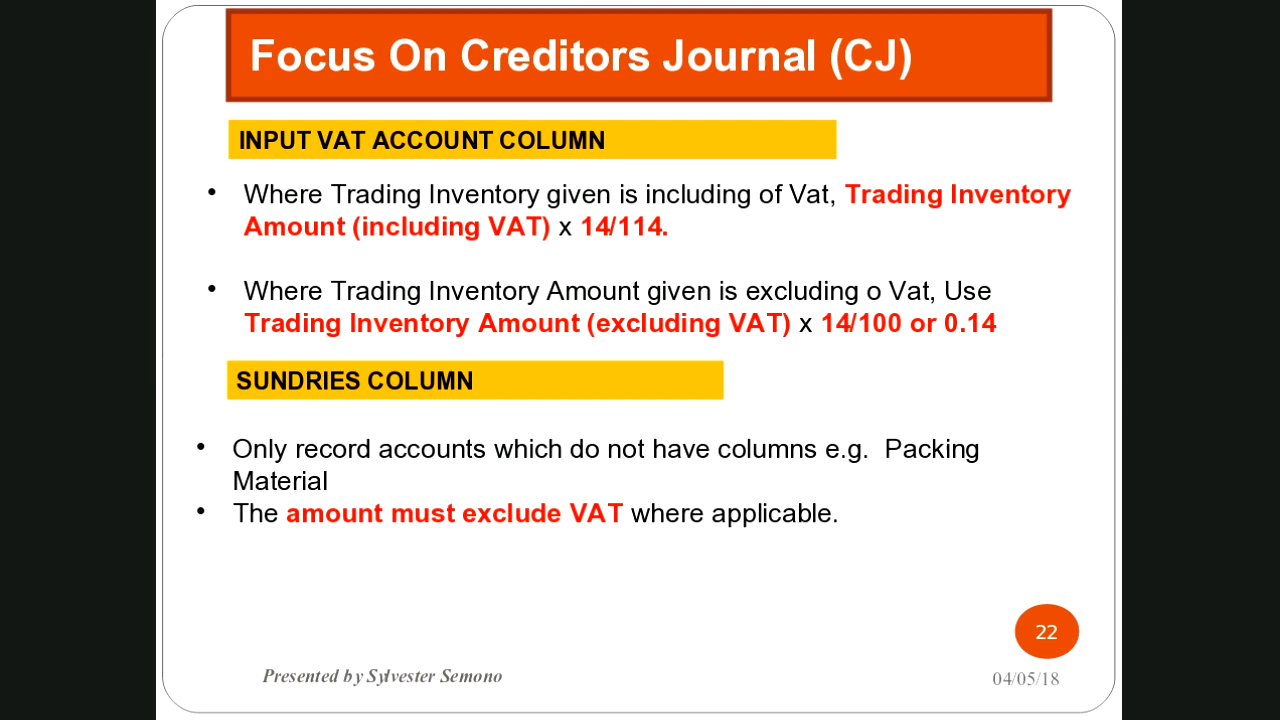 Focus On Creditors Journal (CJ)
INPUT VAT ACCOUNT COLUMN
• Where Trading Inventory given is including of Vat, Trading Inventory
Amount (including VAT) x 14/114.
• Where Trading Inventory Amount given is excluding o Vat, Use
Trading Inventory Amount (excluding VAT) x 14/100 or 0.14
SUNDRIES COLUMN
• Only record accounts which do not have columns e.g. Packing
Material
• The amount must exclude VAT where applicable.
22
Presented by Sylvester Semono
04/05/18